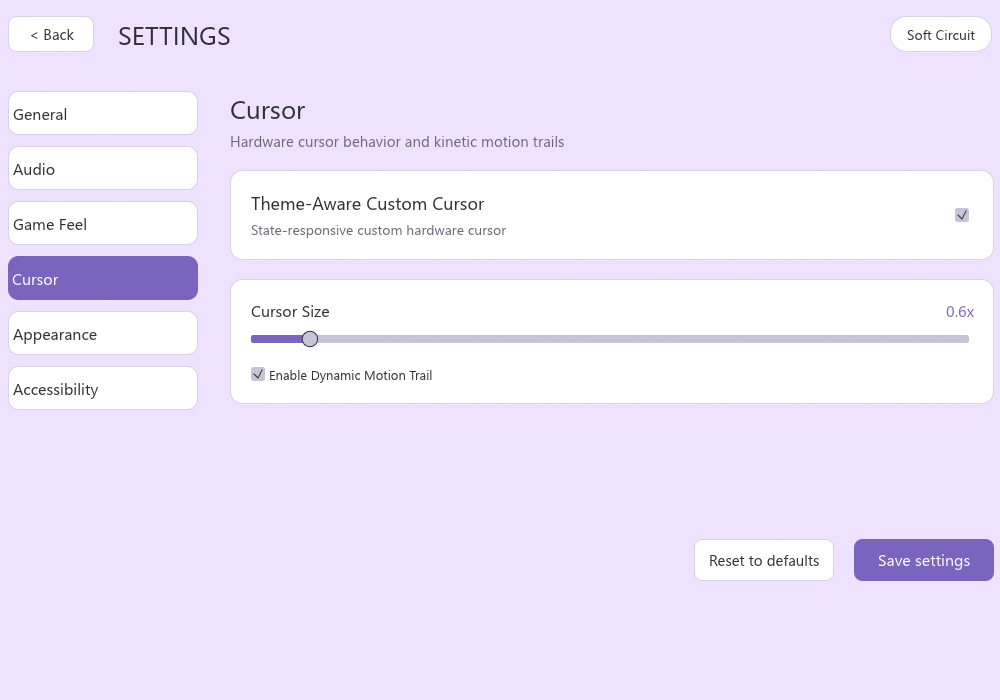 < Back
SETTINGS
Soft Circuit
General
Audio
Game Feel
Cursor
Appearance
Accessibility
Cursor
Hardware cursor behavior and kinetic motion trails
Theme-Aware Custom Cursor
State-responsive custom hardware cursor
Cursor Size
0.6x
Enable Dynamic Motion Trail
Reset to defaults
Save settings